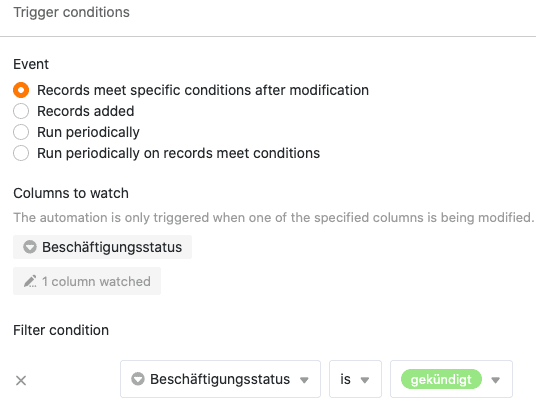 Trigger conditions
Event
Records meet specific conditions after modification
Records added
Run periodically
Run periodically on records meet conditions
Columns to watch
The automation is only triggered when one of the specified columns is being modified.
Beschäftigungsstatus
1 column watched
Filter condition
Beschäftigungsstatus is gekündigt